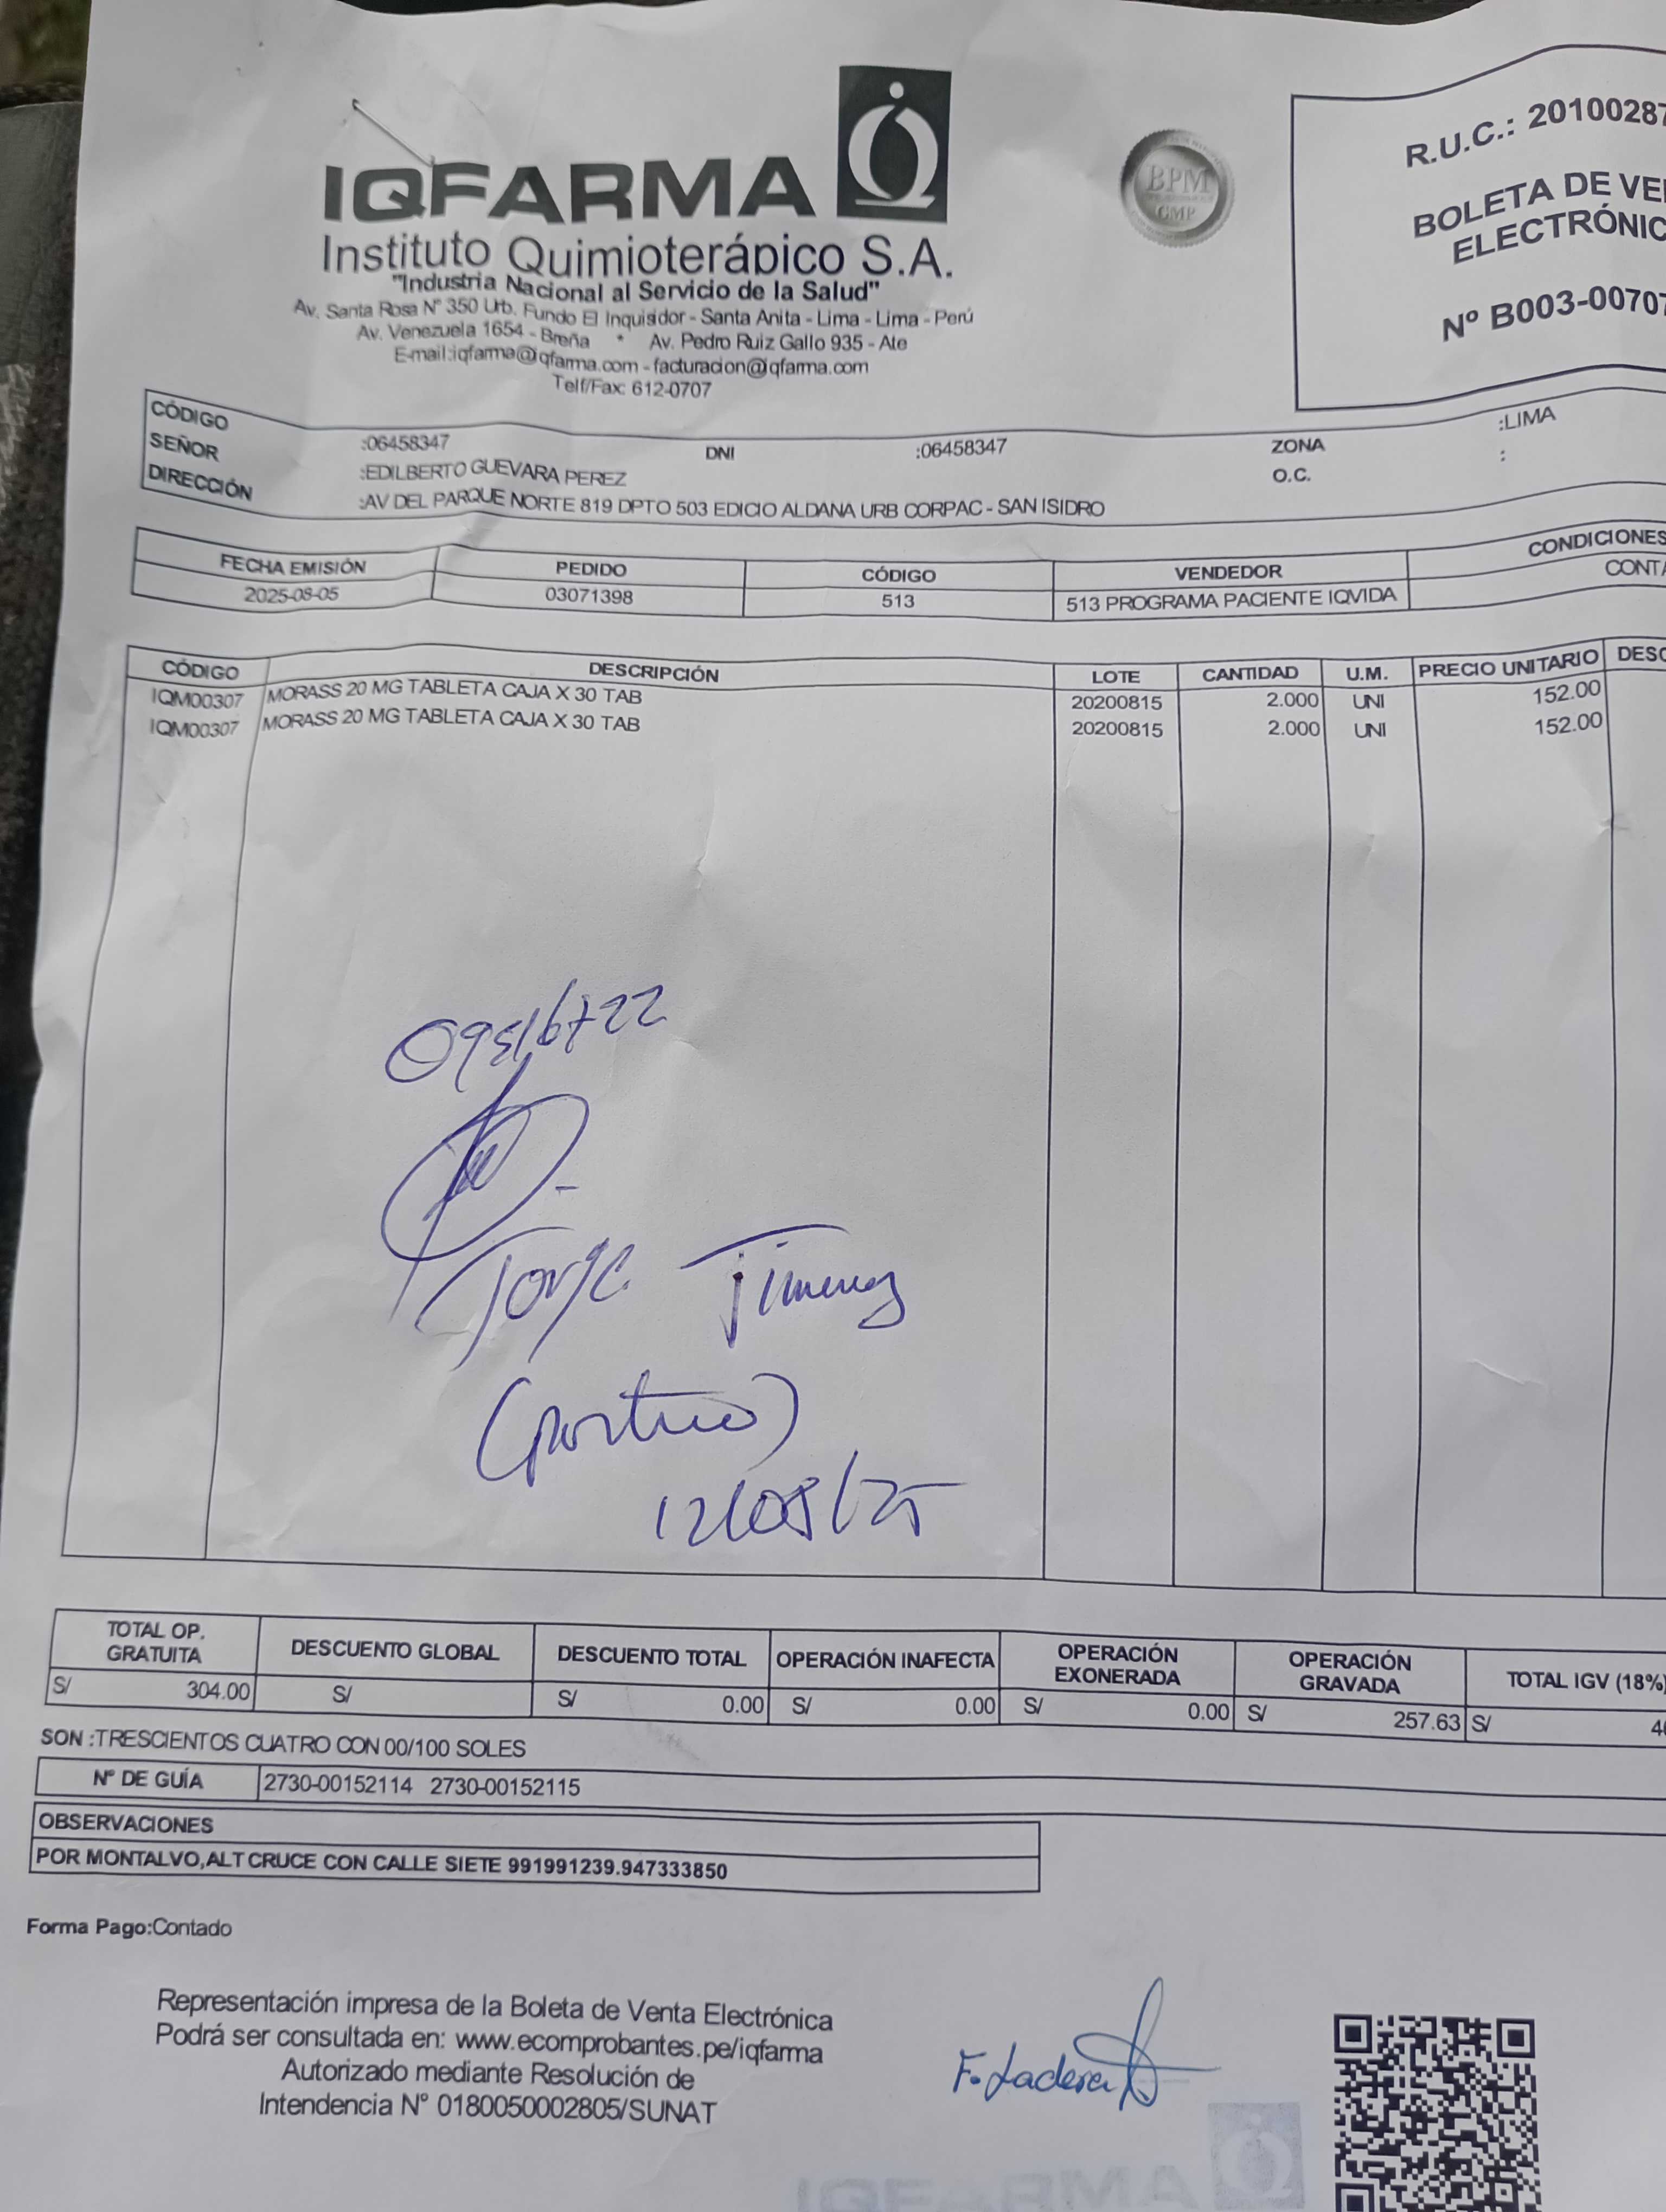 IQFARMA
Instituto Quimioterápico S.A.
"Industria Nacional al Servicio de la Salud"
Av. Santa Rosa N° 350 Urb. Fundo El Inquisidor - Santa Anita - Lima - Lima - Perú
Av. Venezuela 1654 - Breña * Av. Pedro Ruiz Gallo 935 - Ate
E-mail:iqfarma@iqfarma.com - facturacion@iqfarma.com
Telf/Fax: 612-0707
BPM
GMP
R.U.C.: 20100287
BOLETA DE VE
ELECTRÓNIC
Nº B003-00707
CÓDIGO :06458347 DNI :06458347 ZONA :LIMA
SEÑOR :EDILBERTO GUEVARA PEREZ O.C. :
DIRECCIÓN :AV DEL PARQUE NORTE 819 DPTO 503 EDICIO ALDANA URB CORPAC - SAN ISIDRO
FECHA EMISIÓN PEDIDO CÓDIGO VENDEDOR CONDICIONES
2025-08-05 03071398 513 513 PROGRAMA PACIENTE IQVIDA CONTA
CÓDIGO DESCRIPCIÓN LOTE CANTIDAD U.M. PRECIO UNITARIO DESC
IQM00307 MORASS 20 MG TABLETA CAJA X 30 TAB 20200815 2.000 UNI 152.00
IQM00307 MORASS 20 MG TABLETA CAJA X 30 TAB 20200815 2.000 UNI 152.00
Jorge Jimenez
12/08/25
TOTAL OP. GRATUITA DESCUENTO GLOBAL DESCUENTO TOTAL OPERACIÓN INAFECTA OPERACIÓN EXONERADA OPERACIÓN GRAVADA TOTAL IGV (18%)
S/ 304.00 S/ S/ 0.00 S/ 0.00 S/ 0.00 S/ 257.63 S/ 4
SON :TRESCIENTOS CUATRO CON 00/100 SOLES
N° DE GUÍA 2730-00152114 2730-00152115
OBSERVACIONES
POR MONTALVO,ALT CRUCE CON CALLE SIETE 991991239.947333850
Forma Pago:Contado
Representación impresa de la Boleta de Venta Electrónica
Podrá ser consultada en: www.ecomprobantes.pe/iqfarma
Autorizado mediante Resolución de
Intendencia N° 0180050002805/SUNAT
F. Ladera
IQFARMA